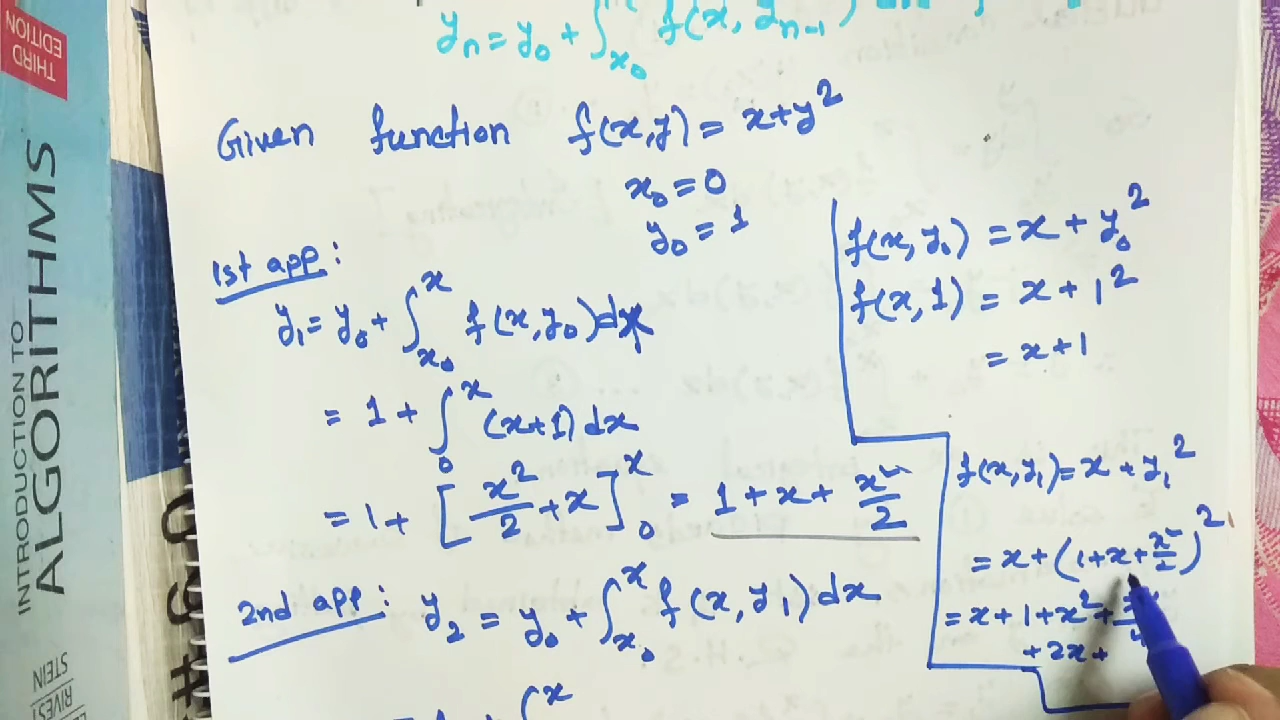 yₙ = y₀ + ∫ₓ₀ f(x, yₙ₋₁)
Given function f(x,y) = x+y²
x₀ = 0
y₀ = 1
1st app:
y₁ = y₀ + ∫ₓ₀ˣ f(x,y₀)dx
= 1 + ∫₀ˣ (x+1) dx
= 1 + [x²/2 + x]₀ˣ = 1 + x + x²/2
2nd app: y₂ = y₀ + ∫ₓ₀ˣ f(x, y₁) dx
f(x, y₀) = x + y₀²
f(x, 1) = x + 1²
= x+1
f(x, y₁) = x + y₁²
= x + (1+x+x²/2)²
= x + 1 + x² +
+ 2x +
THIRD
EDITION
INTRODUCTION TO
ALGORITHMS
RIVEST
STEIN